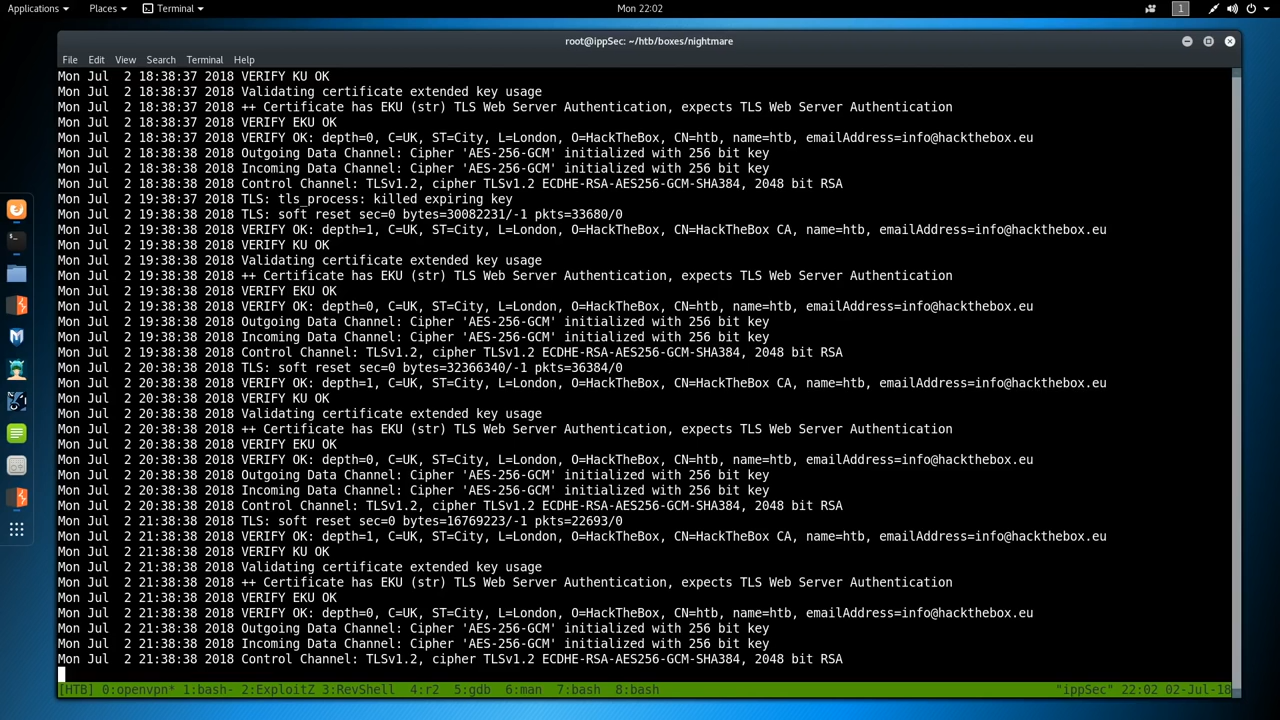 Applications Places Terminal Mon 22:02 1
root@ippSec: ~/htb/boxes/nightmare
File Edit View Search Terminal Help
Mon Jul  2 18:38:37 2018 VERIFY KU OK
Mon Jul  2 18:38:37 2018 Validating certificate extended key usage
Mon Jul  2 18:38:37 2018 ++ Certificate has EKU (str) TLS Web Server Authentication, expects TLS Web Server Authentication
Mon Jul  2 18:38:37 2018 VERIFY EKU OK
Mon Jul  2 18:38:37 2018 VERIFY OK: depth=0, C=UK, ST=City, L=London, O=HackTheBox, CN=htb, name=htb, emailAddress=info@hackthebox.eu
Mon Jul  2 18:38:38 2018 Outgoing Data Channel: Cipher 'AES-256-GCM' initialized with 256 bit key
Mon Jul  2 18:38:38 2018 Incoming Data Channel: Cipher 'AES-256-GCM' initialized with 256 bit key
Mon Jul  2 18:38:38 2018 Control Channel: TLSv1.2, cipher TLSv1.2 ECDHE-RSA-AES256-GCM-SHA384, 2048 bit RSA
Mon Jul  2 19:38:37 2018 TLS: tls_process: killed expiring key
Mon Jul  2 19:38:38 2018 TLS: soft reset sec=0 bytes=30082231/-1 pkts=33680/0
Mon Jul  2 19:38:38 2018 VERIFY OK: depth=1, C=UK, ST=City, L=London, O=HackTheBox, CN=HackTheBox CA, name=htb, emailAddress=info@hackthebox.eu
Mon Jul  2 19:38:38 2018 VERIFY KU OK
Mon Jul  2 19:38:38 2018 Validating certificate extended key usage
Mon Jul  2 19:38:38 2018 ++ Certificate has EKU (str) TLS Web Server Authentication, expects TLS Web Server Authentication
Mon Jul  2 19:38:38 2018 VERIFY EKU OK
Mon Jul  2 19:38:38 2018 VERIFY OK: depth=0, C=UK, ST=City, L=London, O=HackTheBox, CN=htb, name=htb, emailAddress=info@hackthebox.eu
Mon Jul  2 19:38:38 2018 Outgoing Data Channel: Cipher 'AES-256-GCM' initialized with 256 bit key
Mon Jul  2 19:38:38 2018 Incoming Data Channel: Cipher 'AES-256-GCM' initialized with 256 bit key
Mon Jul  2 19:38:38 2018 Control Channel: TLSv1.2, cipher TLSv1.2 ECDHE-RSA-AES256-GCM-SHA384, 2048 bit RSA
Mon Jul  2 20:38:38 2018 TLS: soft reset sec=0 bytes=32366340/-1 pkts=36384/0
Mon Jul  2 20:38:38 2018 VERIFY OK: depth=1, C=UK, ST=City, L=London, O=HackTheBox, CN=HackTheBox CA, name=htb, emailAddress=info@hackthebox.eu
Mon Jul  2 20:38:38 2018 VERIFY KU OK
Mon Jul  2 20:38:38 2018 Validating certificate extended key usage
Mon Jul  2 20:38:38 2018 ++ Certificate has EKU (str) TLS Web Server Authentication, expects TLS Web Server Authentication
Mon Jul  2 20:38:38 2018 VERIFY EKU OK
Mon Jul  2 20:38:38 2018 VERIFY OK: depth=0, C=UK, ST=City, L=London, O=HackTheBox, CN=htb, name=htb, emailAddress=info@hackthebox.eu
Mon Jul  2 20:38:38 2018 Outgoing Data Channel: Cipher 'AES-256-GCM' initialized with 256 bit key
Mon Jul  2 20:38:38 2018 Incoming Data Channel: Cipher 'AES-256-GCM' initialized with 256 bit key
Mon Jul  2 20:38:38 2018 Control Channel: TLSv1.2, cipher TLSv1.2 ECDHE-RSA-AES256-GCM-SHA384, 2048 bit RSA
Mon Jul  2 21:38:38 2018 TLS: soft reset sec=0 bytes=16769223/-1 pkts=22693/0
Mon Jul  2 21:38:38 2018 VERIFY OK: depth=1, C=UK, ST=City, L=London, O=HackTheBox, CN=HackTheBox CA, name=htb, emailAddress=info@hackthebox.eu
Mon Jul  2 21:38:38 2018 VERIFY KU OK
Mon Jul  2 21:38:38 2018 Validating certificate extended key usage
Mon Jul  2 21:38:38 2018 ++ Certificate has EKU (str) TLS Web Server Authentication, expects TLS Web Server Authentication
Mon Jul  2 21:38:38 2018 VERIFY EKU OK
Mon Jul  2 21:38:38 2018 VERIFY OK: depth=0, C=UK, ST=City, L=London, O=HackTheBox, CN=htb, name=htb, emailAddress=info@hackthebox.eu
Mon Jul  2 21:38:38 2018 Outgoing Data Channel: Cipher 'AES-256-GCM' initialized with 256 bit key
Mon Jul  2 21:38:38 2018 Incoming Data Channel: Cipher 'AES-256-GCM' initialized with 256 bit key
Mon Jul  2 21:38:38 2018 Control Channel: TLSv1.2, cipher TLSv1.2 ECDHE-RSA-AES256-GCM-SHA384, 2048 bit RSA
[HTB] 0:openvpn* 1:bash- 2:ExploitZ 3:RevShell  4:r2  5:gdb  6:man  7:bash  8:bash "ippSec" 22:02 02-Jul-18